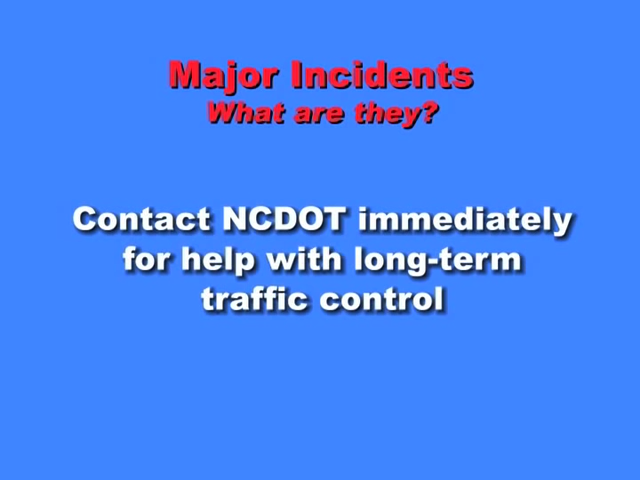 Major Incidents
What are they?
Contact NCDOT immediately
for help with long-term
traffic control